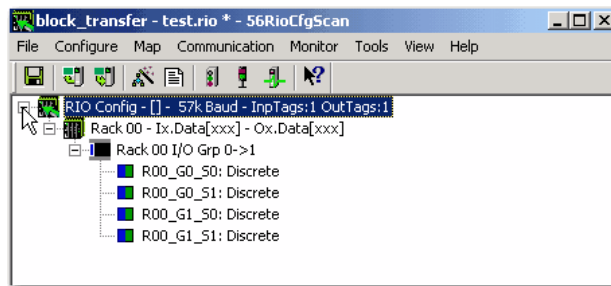 block_transfer - test.rio * - 56RioCfgScan
File Configure Map Communication Monitor Tools View Help
RIO Config - [] - 57k Baud - InpTags:1 OutTags:1
Rack 00 - Ix.Data[xxx] - Ox.Data[xxx]
Rack 00 I/O Grp 0->1
R00_G0_S0: Discrete
R00_G0_S1: Discrete
R00_G1_S0: Discrete
R00_G1_S1: Discrete